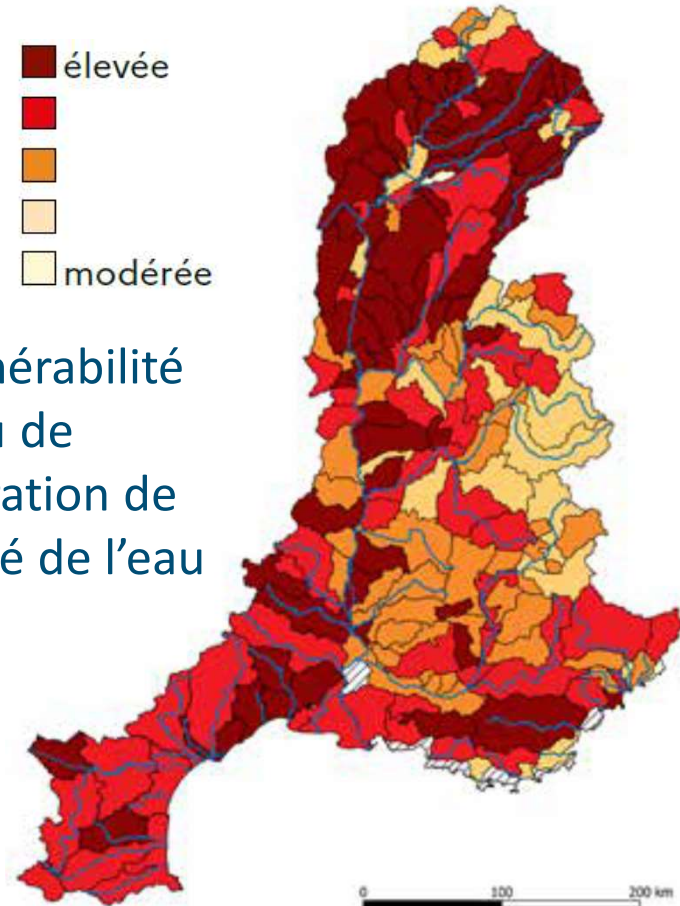 élevée
modérée
nérabilité
u de
ation de
é de l’eau
0 100 200 km